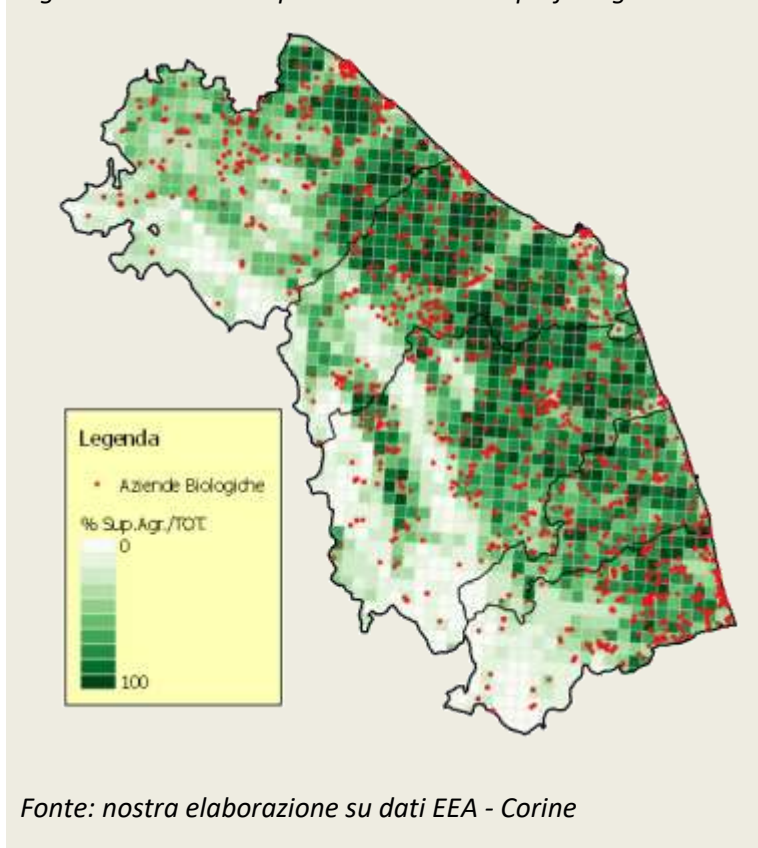 Legenda
Aziende Biologiche
% Sup.Agr./TOT.
0
100
Fonte: nostra elaborazione su dati EEA - Corine